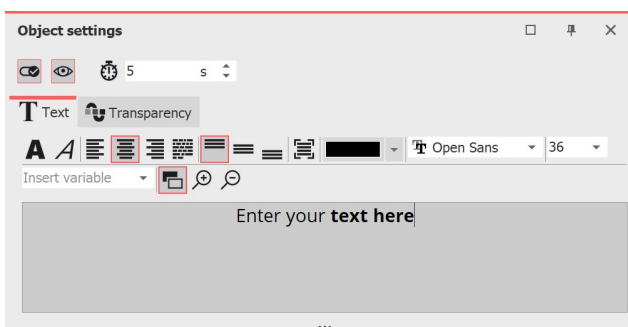 Object settings
5 s
T Text Transparency
A A Open Sans 36
Insert variable
Enter your text here